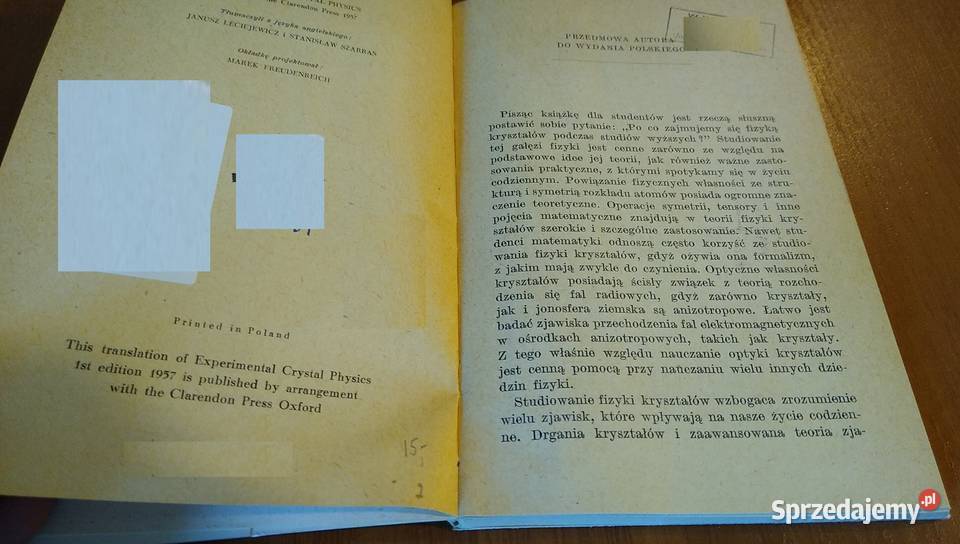 AL PHYSICS
the Clarendon Press 1957
Tłumaczyli z języka angielskiego:
JANUSZ LECIEJEWICZ i STANISŁAW SZARRAS
Okładkę projektował:
MAREK FREUDENREICH
Printed in Poland
This translation of Experimental Crystal Physics
1st edition 1957 is published by arrangement
with the Clarendon Press Oxford
15,-
2
PRZEDMOWA AUTORA
DO WYDANIA POLSKIEGO
Pisząc książkę dla studentów jest rzeczą słuszną
postawić sobie pytanie: „Po co zajmujemy się fizyką
kryształów podczas studiów wyższych?" Studiowanie
tej gałęzi fizyki jest cenne zarówno ze względu na
podstawowe idee jej teorii, jak również ważne zasto-
sowania praktyczne, z którymi spotykamy się w życiu
codziennym. Powiązanie fizycznych własności ze stru-
kturą i symetrią rozkładu atomów posiada ogromne zna-
czenie teoretyczne. Operacje symetrii, tensory i inne
pojęcia matematyczne znajdują w teorii fizyki kry-
ształów szerokie i szczególne zastosowanie. Nawet stu-
denci matematyki odnoszą często korzyść ze studio-
wania fizyki kryształów, gdyż ożywia ona formalizm,
z jakim mają zwykle do czynienia. Optyczne własności
kryształów posiadają ścisły związek z teorią rozcho-
dzenia się fal radiowych, gdyż zarówno kryształy,
jak i jonosfera ziemska są anizotropowe. Łatwo jest
badać zjawiska przechodzenia fal elektromagnetycznych
w ośrodkach anizotropowych, takich jak kryształy.
Z tego właśnie względu nauczanie optyki kryształów
jest cenną pomocą przy nauczaniu wielu innych dzie-
dzin fizyki.
Studiowanie fizyki kryształów wzbogaca zrozumienie
wielu zjawisk, które wpływają na nasze życie codzien-
ne. Drgania kryształów i zaawansowana teoria zja-
Sprzedajemy.pl